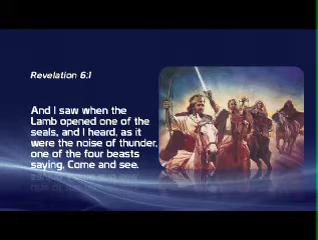 Revelation 6:1
And I saw when the
Lamb opened one of the
seals, and I heard, as it
were the noise of thunder,
one of the four beasts
saying, Come and see.